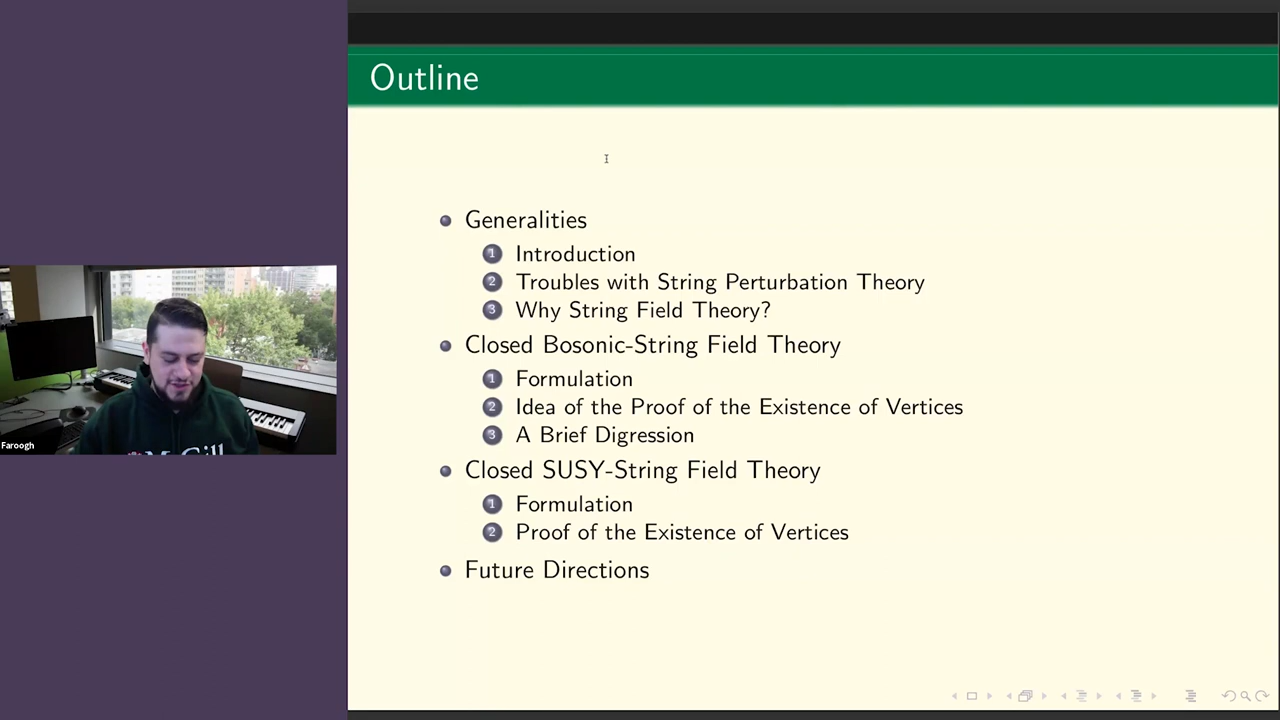 Outline
Generalities
1 Introduction
2 Troubles with String Perturbation Theory
3 Why String Field Theory?
Closed Bosonic-String Field Theory
1 Formulation
2 Idea of the Proof of the Existence of Vertices
3 A Brief Digression
Closed SUSY-String Field Theory
1 Formulation
2 Proof of the Existence of Vertices
Future Directions
Faroogh